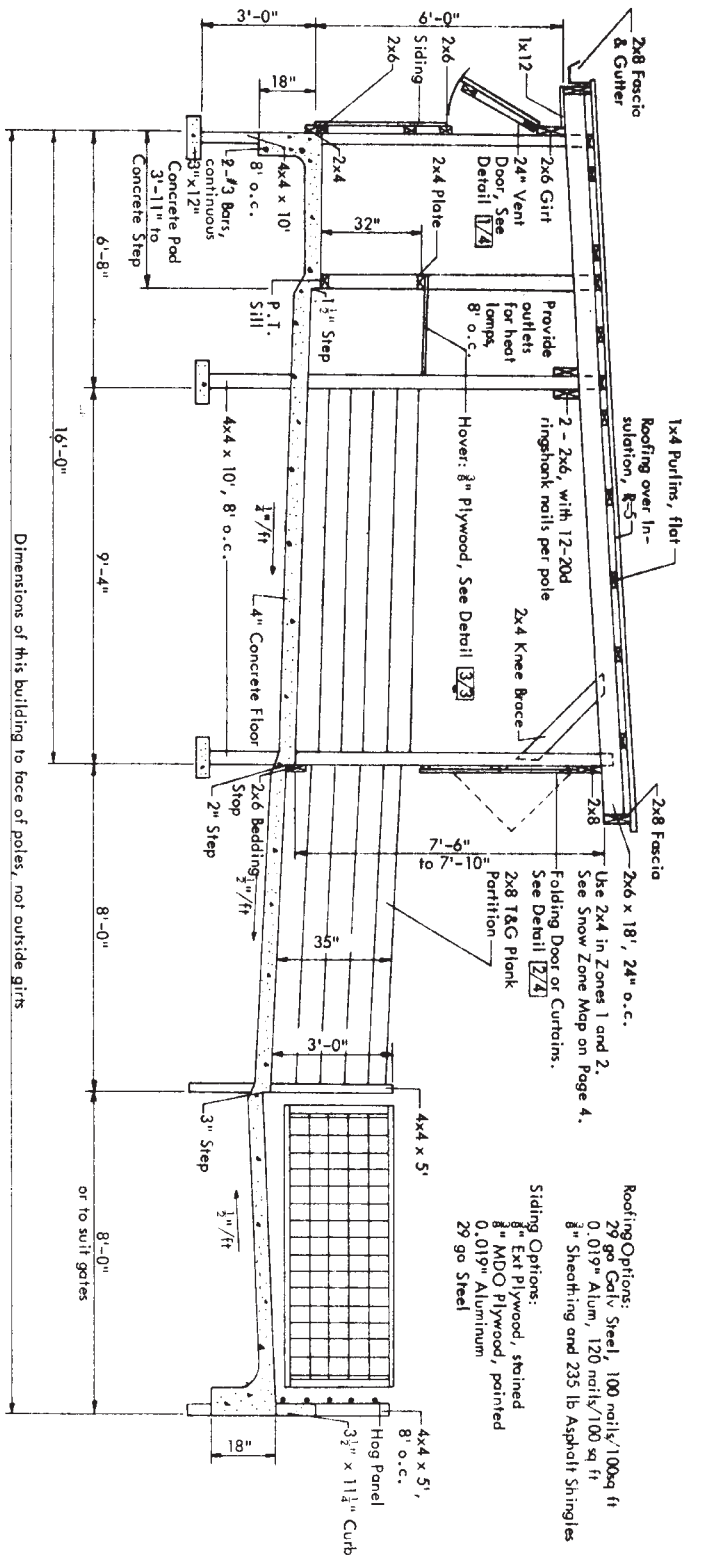 2x8 Fascia
& Gutter
1x12
2x6
Siding
2x6
6'-0"
3'-0"
18"
2x4
4x4 x 10'
8' o.c.
2-#3 Bars,
continuous
3"x12"
Concrete Pad
3'-11" to
Concrete Step
2x6 Girt
24" Vent
Door, See
Detail 1/4
2x4 Plate
32"
P.T.
Sill
1½" Step
6'-8"
16'-0"
Provide
outlets
for heat
lamps,
8' o.c.
1x4 Purlins, flat
Roofing over In-
sulation, R-5
2 - 2x6, with 12-20d
ringshank nails per pole
Hover: ⅜" Plywood, See Detail 3/3
2x4 Knee Brace
4x4 x 10', 8' o.c.
¼"/ft
4" Concrete Floor
9'-4"
2x8 Fascia
2x6 x 18', 24" o.c.
Use 2x4 in Zones 1 and 2.
See Snow Zone Map on Page 4.
2x8
Folding Door or Curtains.
See Detail 2/4
7'-6"
to 7'-10"
2x8 T&G Plank
Partition
2x6 Bedding
Stop
2" Step
½"/ft
35"
3'-0"
8'-0"
4x4 x 5'
3" Step
½"/ft
8'-0"
or to suit gates
Roofing Options:
29 ga Galv Steel, 100 nails/100sq ft
0.019" Alum, 120 nails/100 sq ft
⅜" Sheathing and 235 lb Asphalt Shingles
Siding Options:
⅜" Ext Plywood, stained
⅜" MDO Plywood, painted
0.019" Aluminum
29 ga Steel
4x4 x 5',
8' o.c.
Hog Panel
3½" x 11¼" Curb
18"
Dimensions of this building to face of poles, not outside girts